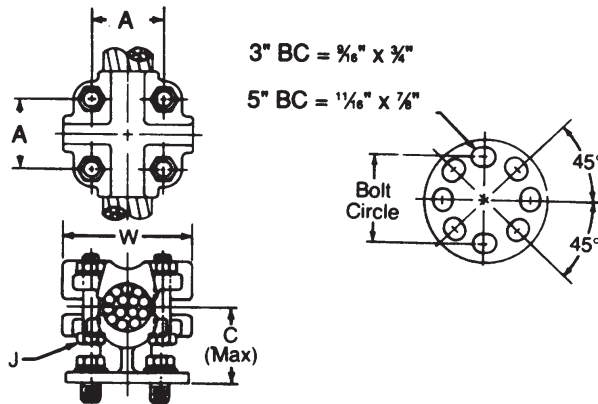 A
3" BC = 9/16" x 3/4"
5" BC = 11/16" x 7/8"
A
45°
Bolt
Circle
45°
W
C
(Max)
J